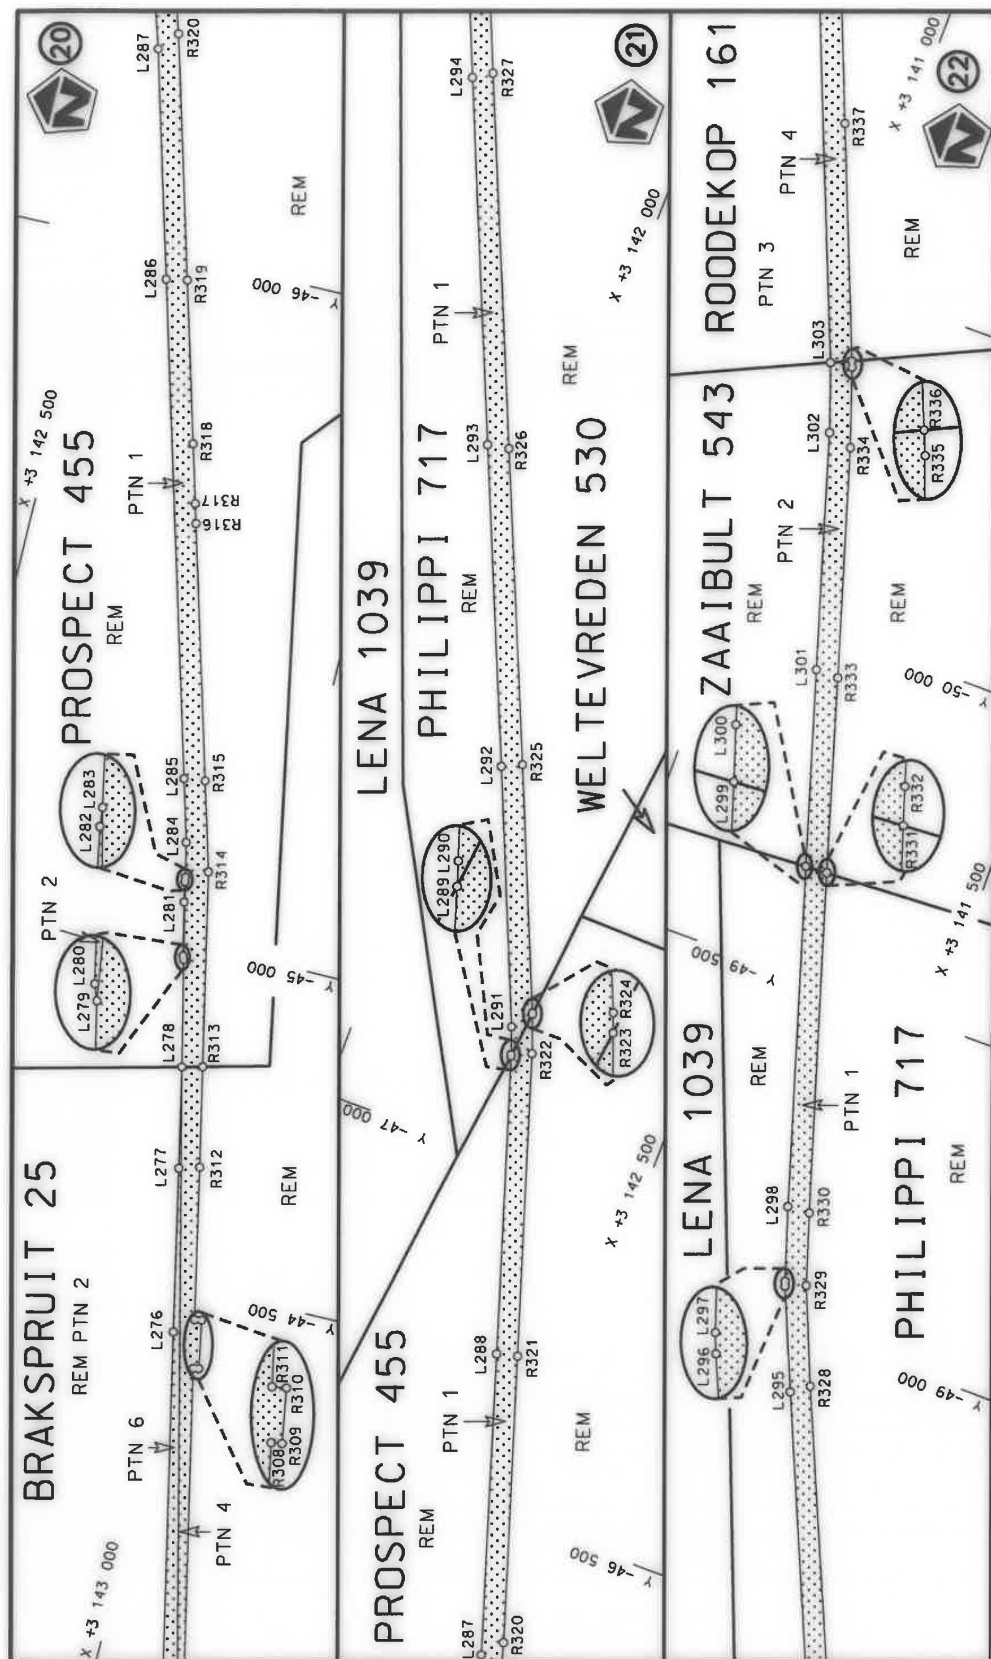 20
BRAKSPRUIT 25
REM PTN 2
PTN 6
PTN 4
X +3 143 000
L276
L277
L278
R308
R309
R310
R311
R312
R313
REM
Y -44 500
Y -45 000
PROSPECT 455
REM
PTN 1
PTN 2
L279
L280
L281
L282
L283
L284
L285
L286
L287
R314
R315
R316
R317
R318
R319
R320
X +3 142 500
Y -46 000
REM
21
PROSPECT 455
REM
PTN 1
L287
R320
L288
R321
REM
Y -46 500
Y -47 000
X +3 142 500
LENA 1039
PHILIPPI 717
REM
PTN 1
L289
L290
L291
R322
R323
R324
L292
R325
L293
R326
L294
R327
WELTEVREDEN 530
REM
X +3 142 000
22
LENA 1039
REM
PTN 1
L295
L296
L297
L298
R328
R329
R330
PHILIPPI 717
REM
Y -49 000
Y -49 500
X +3 141 500
ZAAIBULT 543
REM
PTN 2
L299
L300
L301
L302
L303
R331
R332
R333
R334
R335
R336
REM
Y -50 000
ROODEKOP 161
PTN 3
PTN 4
R337
REM
X +3 141 000